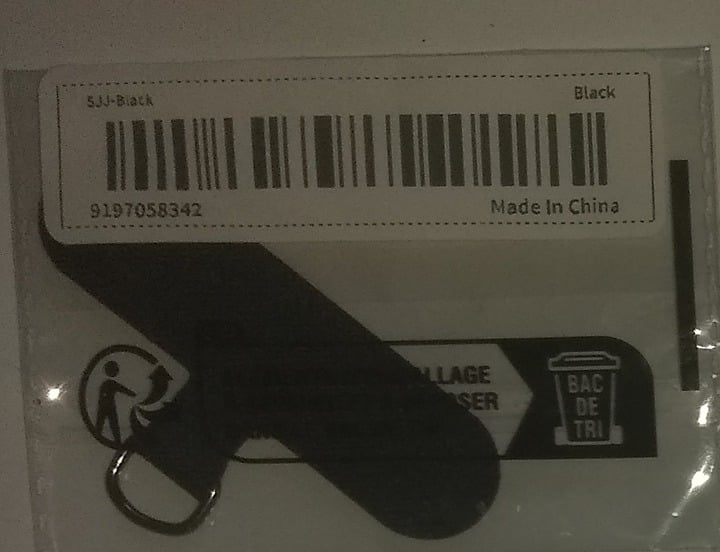 SJJ-Black
Black
9197058342
Made In China
LLAGE
SER
BAC
DE
TRI